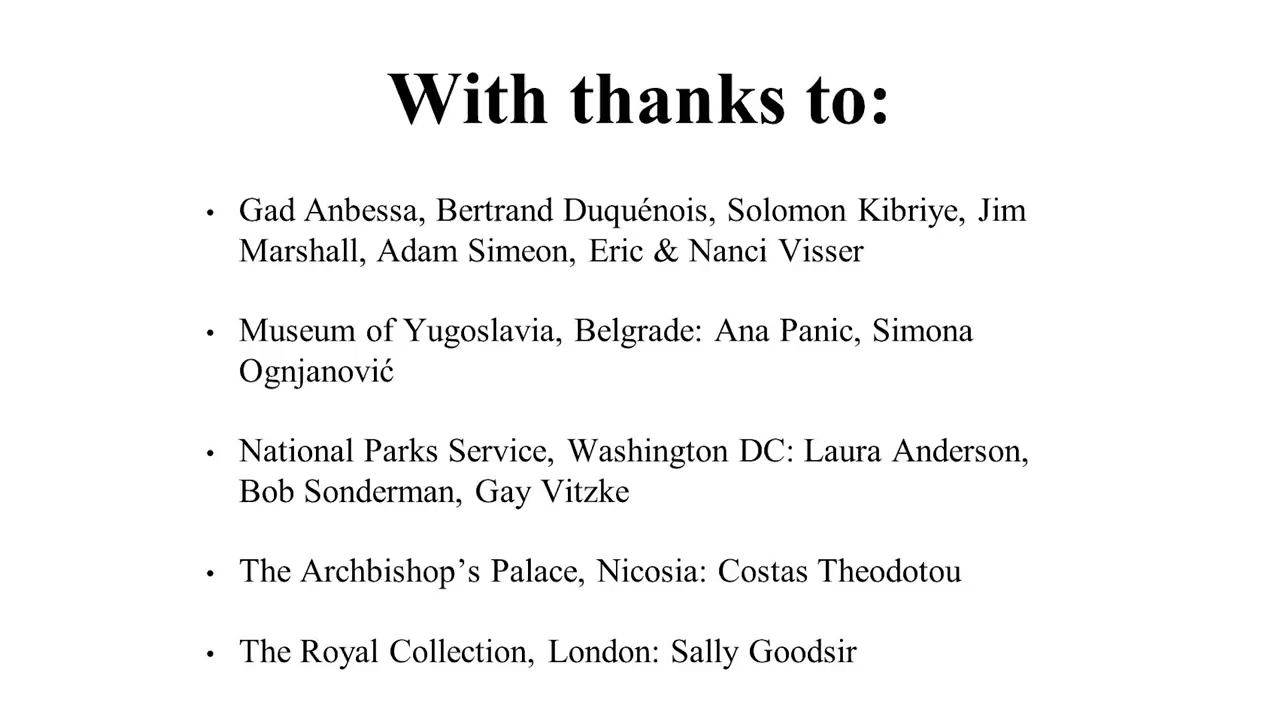 With thanks to:
• Gad Anbessa, Bertrand Duquénois, Solomon Kibriye, Jim
Marshall, Adam Simeon, Eric & Nanci Visser
• Museum of Yugoslavia, Belgrade: Ana Panic, Simona
Ognjanović
• National Parks Service, Washington DC: Laura Anderson,
Bob Sonderman, Gay Vitzke
• The Archbishop’s Palace, Nicosia: Costas Theodotou
• The Royal Collection, London: Sally Goodsir